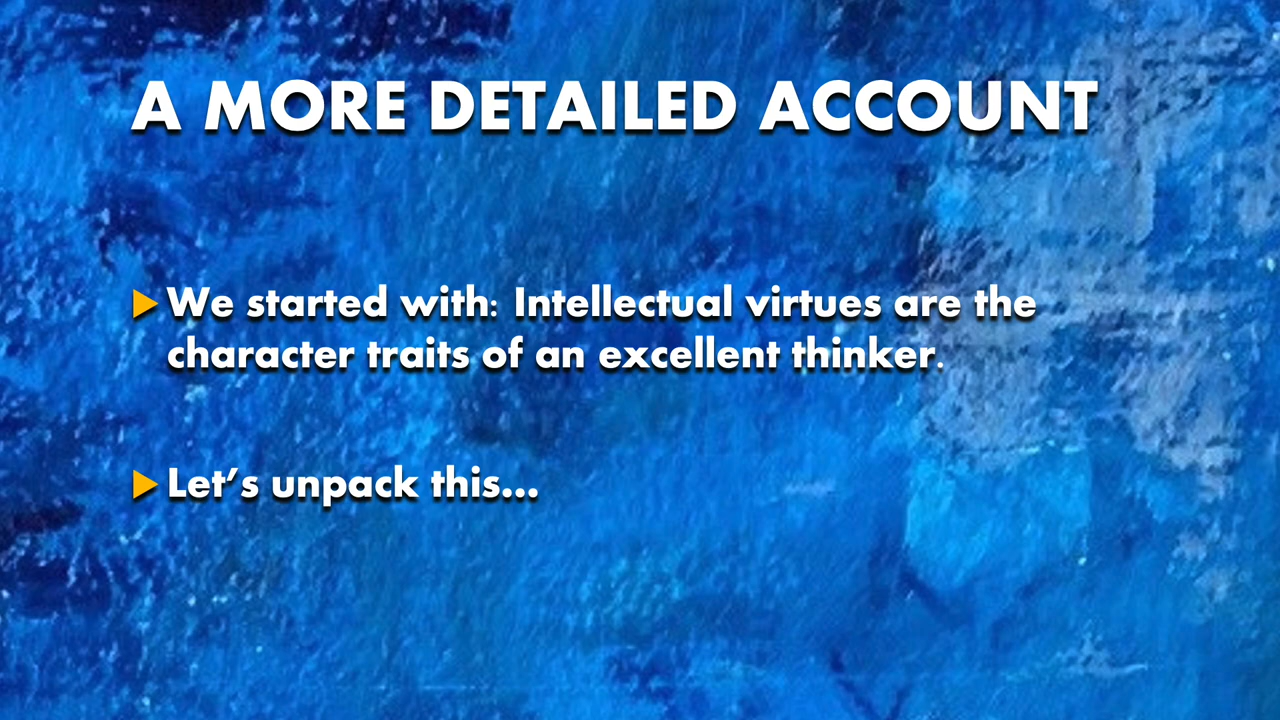 A MORE DETAILED ACCOUNT
We started with: Intellectual virtues are the
character traits of an excellent thinker.
Let’s unpack this…